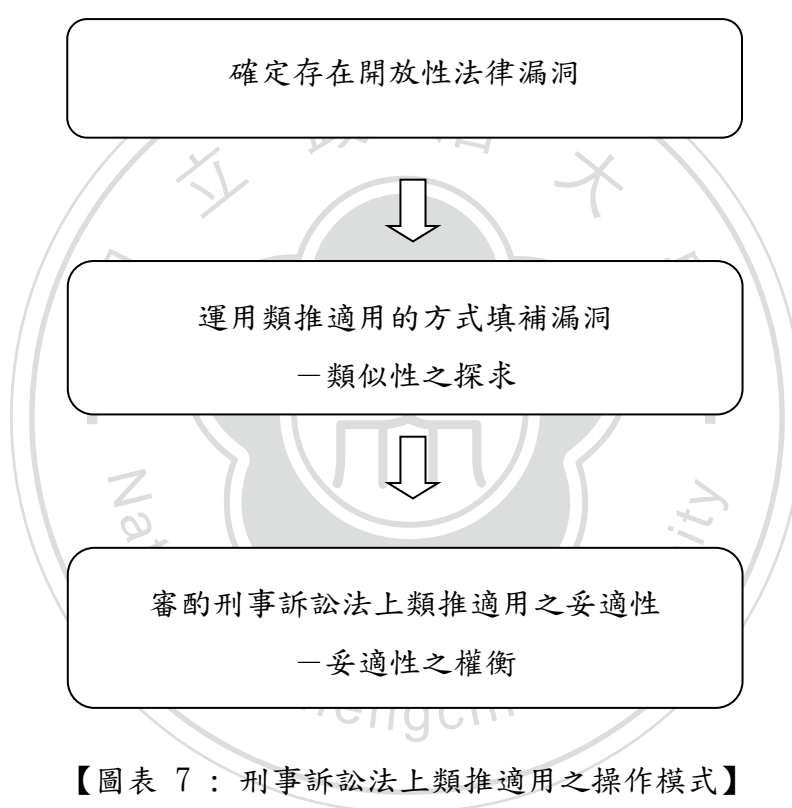 確定存在開放性法律漏洞
運用類推適用的方式填補漏洞
－類似性之探求
審酌刑事訴訟法上類推適用之妥適性
－妥適性之權衡
【圖表 7 : 刑事訴訟法上類推適用之操作模式】